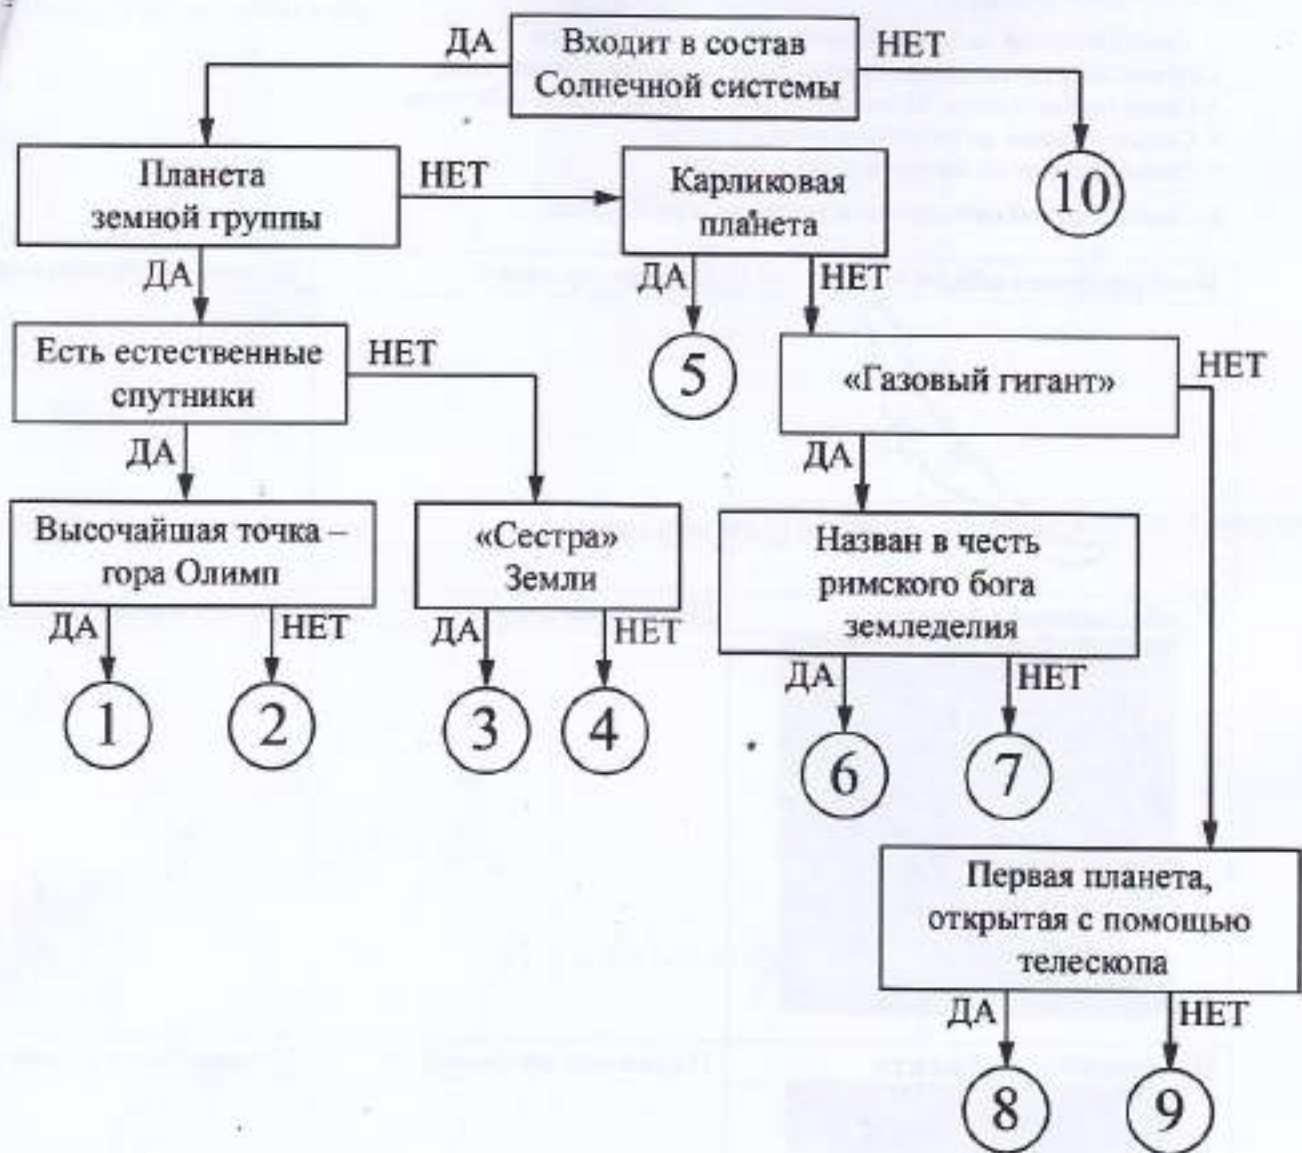 ДА
Входит в состав
Солнечной системы
НЕТ
Планета
земной группы
НЕТ
Карликовая
планета
10
ДА
ДА
НЕТ
Есть естественные
спутники
НЕТ
5
«Газовый гигант»
НЕТ
ДА
ДА
Высочайшая точка –
гора Олимп
«Сестра»
Земли
Назван в честь
римского бога
земледелия
ДА
НЕТ
ДА
НЕТ
ДА
НЕТ
1
2
3
4
6
7
Первая планета,
открытая с помощью
телескопа
ДА
НЕТ
8
9